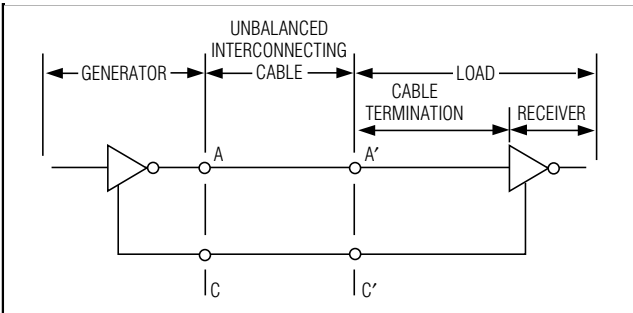 UNBALANCED
INTERCONNECTING
CABLE
GENERATOR
LOAD
CABLE
TERMINATION
RECEIVER
A
A′
C
C′